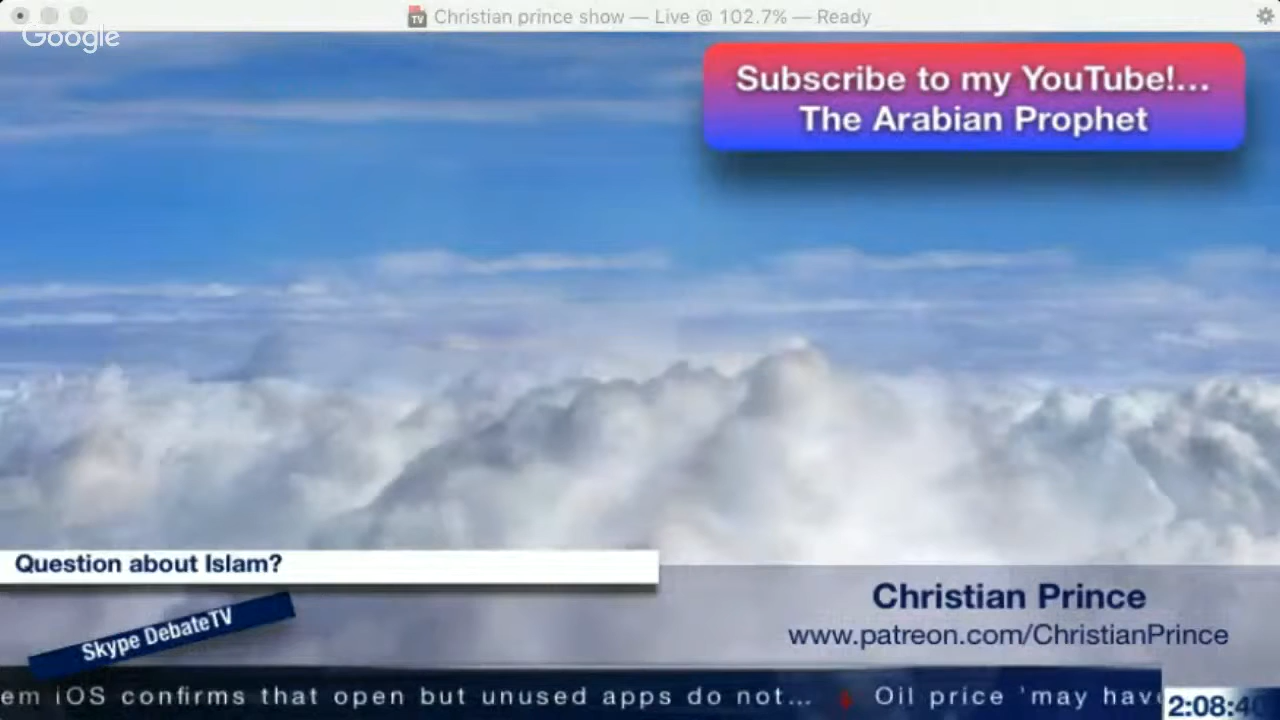 Christian prince show — Live @ 102.7% — Ready
Google
Subscribe to my YouTube!...
The Arabian Prophet
Question about Islam?
Christian Prince
www.patreon.com/ChristianPrince
Skype DebateTV
em iOS confirms that open but unused apps do not... Oil price 'may have
2:08:4